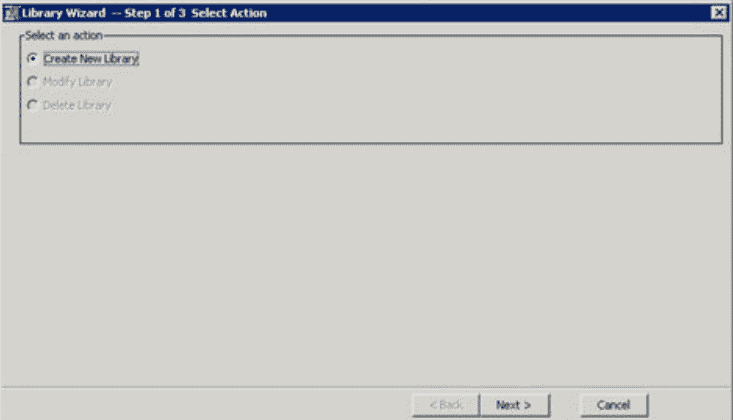 Library Wizard -- Step 1 of 3 Select Action
Select an action
Create New Library
Modify Library
Delete Library
< Back Next > Cancel